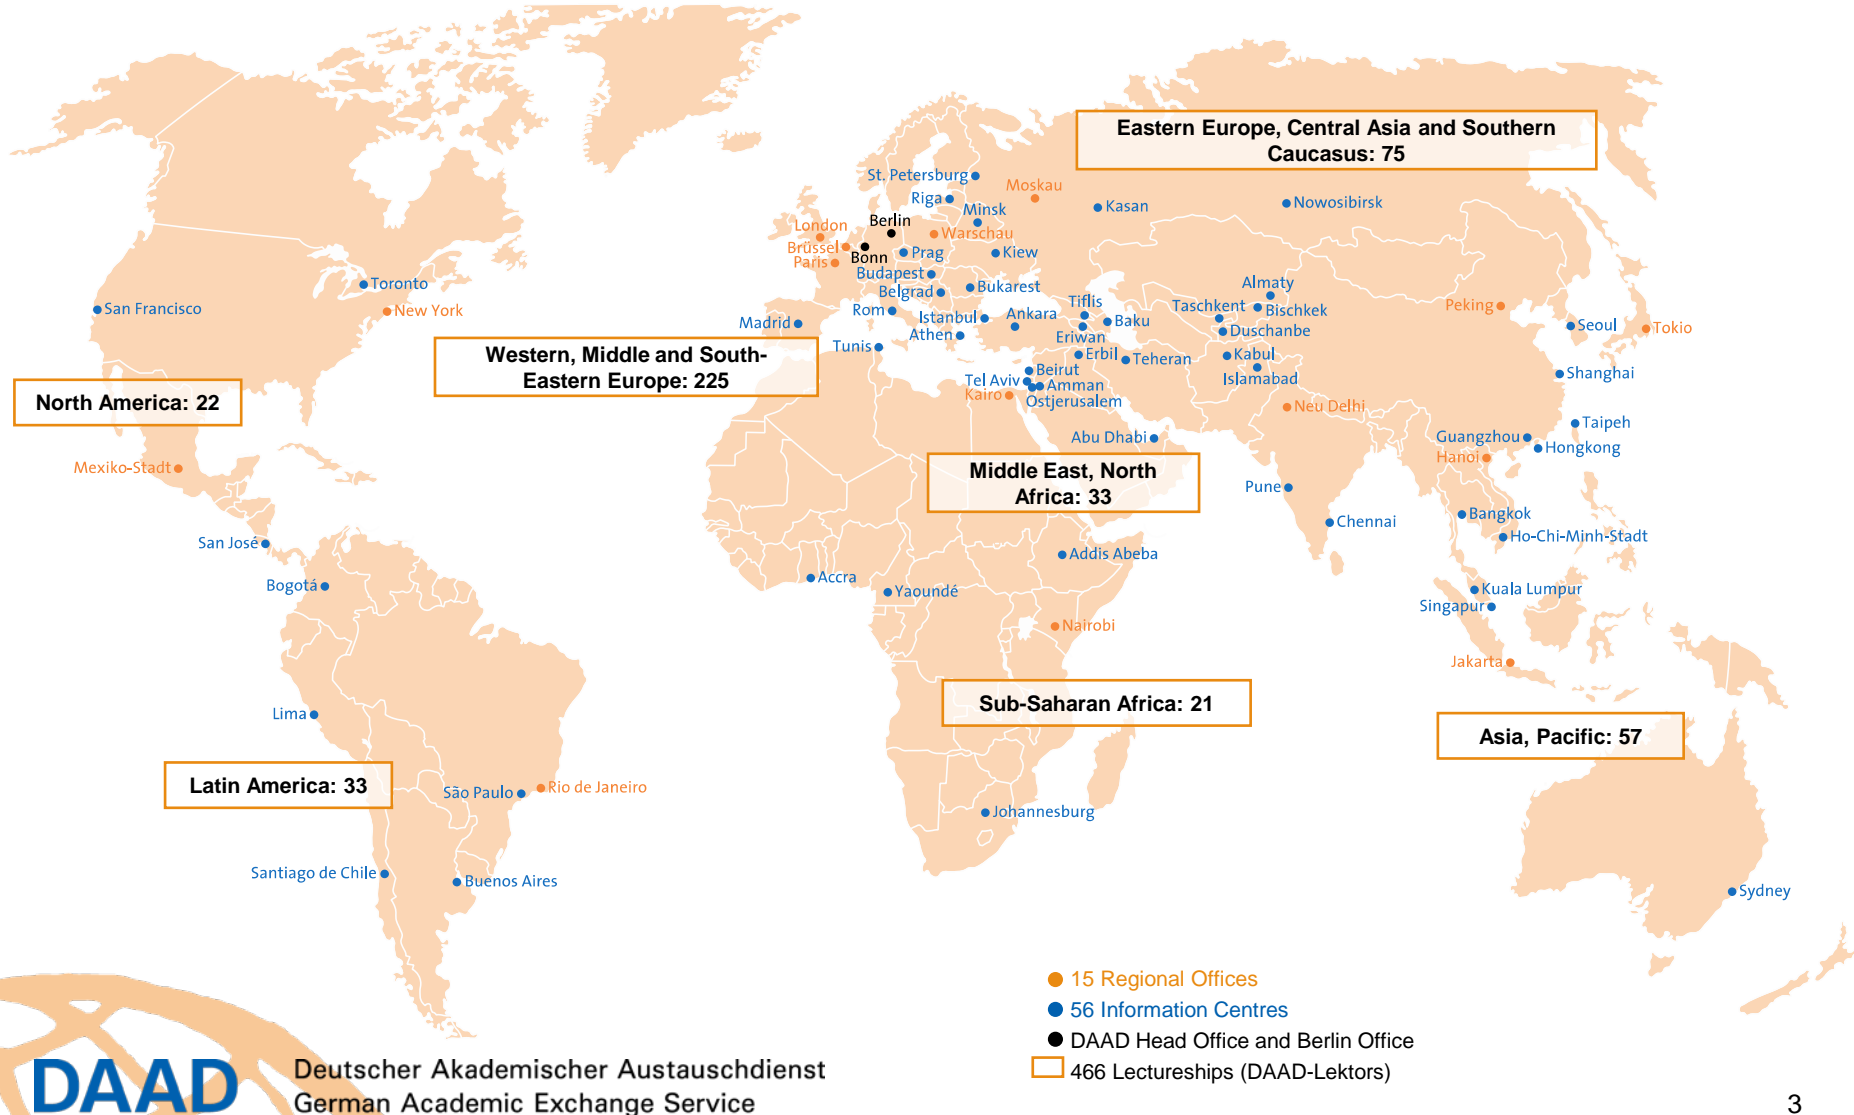 Eastern Europe, Central Asia and Southern
Caucasus: 75
St. Petersburg
Moskau
Riga
Minsk
Kasan
Nowosibirsk
London
Berlin
Warschau
Brüssel
Bonn
Prag
Kiew
Paris
Budapest
Toronto
Belgrad
Bukarest
Almaty
San Francisco
New York
Madrid
Rom
Istanbul
Ankara
Tiflis
Baku
Taschkent
Bischkek
Peking
Athen
Eriwan
Duschanbe
Seoul
Tokio
Tunis
Erbil
Teheran
Kabul
Western, Middle and South-
Eastern Europe: 225
Beirut
Tel Aviv
Amman
Islamabad
Shanghai
North America: 22
Kairo
Ostjerusalem
Neu Delhi
Taipeh
Abu Dhabi
Guangzhou
Hongkong
Mexiko-Stadt
Middle East, North
Africa: 33
Hanoi
Pune
Bangkok
Chennai
San José
Ho-Chi-Minh-Stadt
Addis Abeba
Bogotá
Accra
Yaoundé
Kuala Lumpur
Singapur
Nairobi
Jakarta
Sub-Saharan Africa: 21
Lima
Asia, Pacific: 57
Latin America: 33
São Paulo
Rio de Janeiro
Johannesburg
Santiago de Chile
Buenos Aires
Sydney
15 Regional Offices
56 Information Centres
DAAD Head Office and Berlin Office
466 Lectureships (DAAD-Lektors)
DAAD
Deutscher Akademischer Austauschdienst
German Academic Exchange Service
3